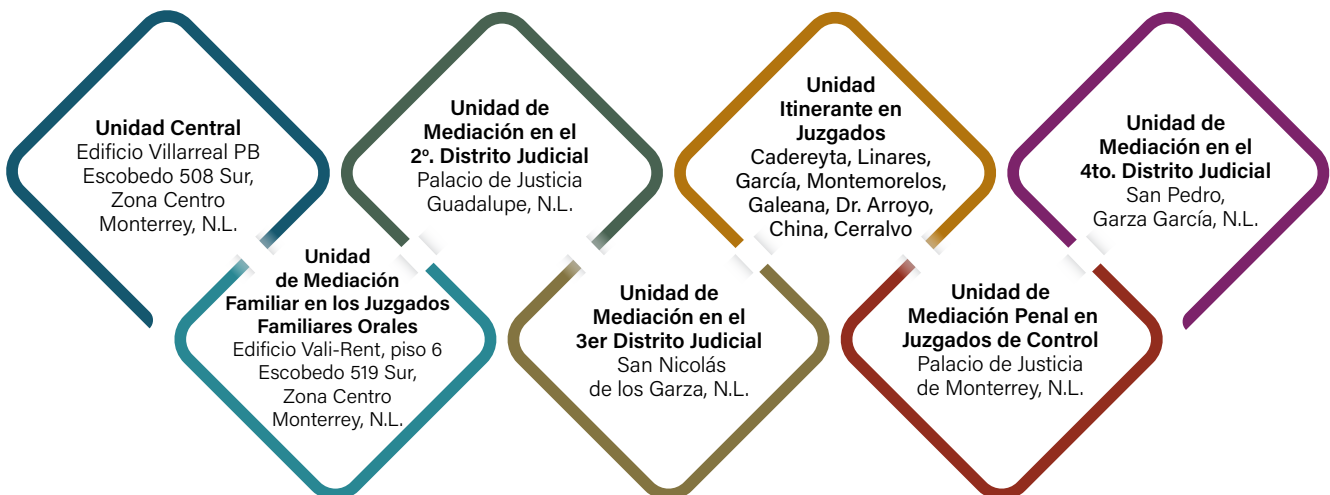 Unidad Central
Edificio Villarreal PB
Escobedo 508 Sur,
Zona Centro
Monterrey, N.L.
Unidad
de Mediación
Familiar en los Juzgados
Familiares Orales
Edificio Vali-Rent, piso 6
Escobedo 519 Sur,
Zona Centro
Monterrey, N.L.
Unidad de
Mediación en el
2º. Distrito Judicial
Palacio de Justicia
Guadalupe, N.L.
Unidad de
Mediación en el
3er Distrito Judicial
San Nicolás
de los Garza, N.L.
Unidad
Itinerante en
Juzgados
Cadereyta, Linares,
García, Montemorelos,
Galeana, Dr. Arroyo,
China, Cerralvo
Unidad de
Mediación Penal en
Juzgados de Control
Palacio de Justicia
de Monterrey, N.L.
Unidad de
Mediación en el
4to. Distrito Judicial
San Pedro,
Garza García, N.L.